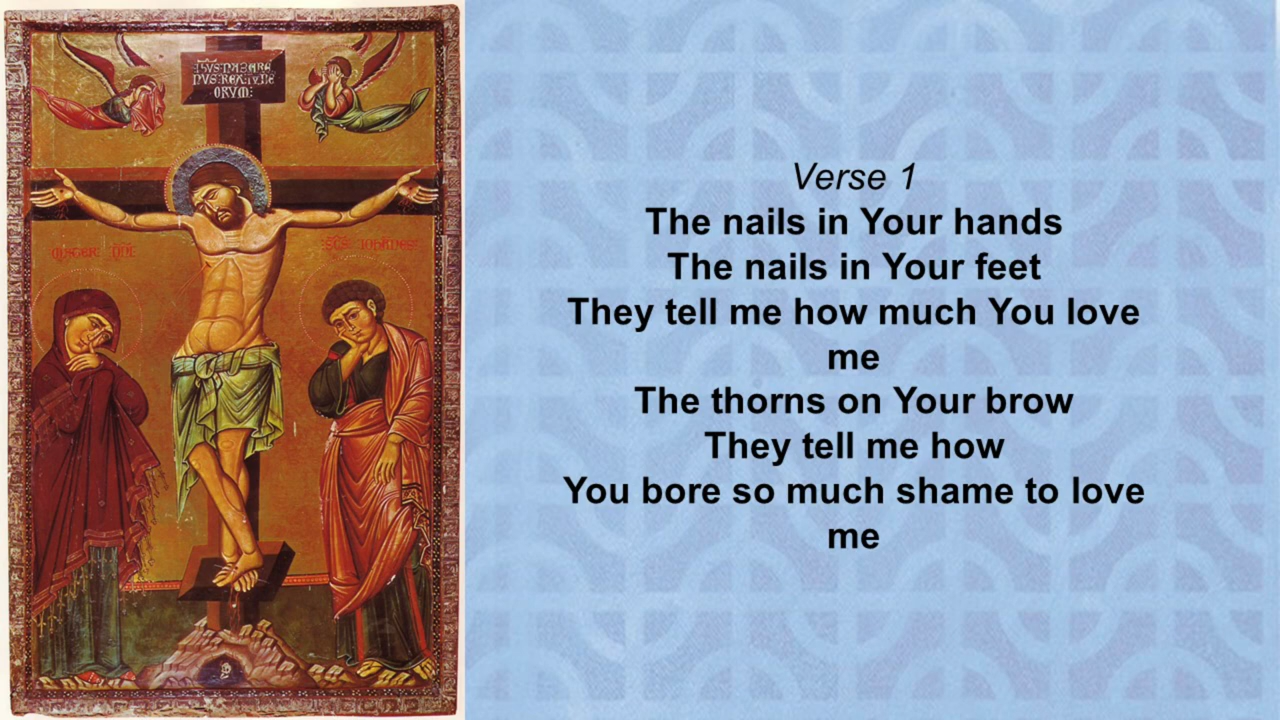 Verse 1
The nails in Your hands
The nails in Your feet
They tell me how much You love
me
The thorns on Your brow
They tell me how
You bore so much shame to love
me